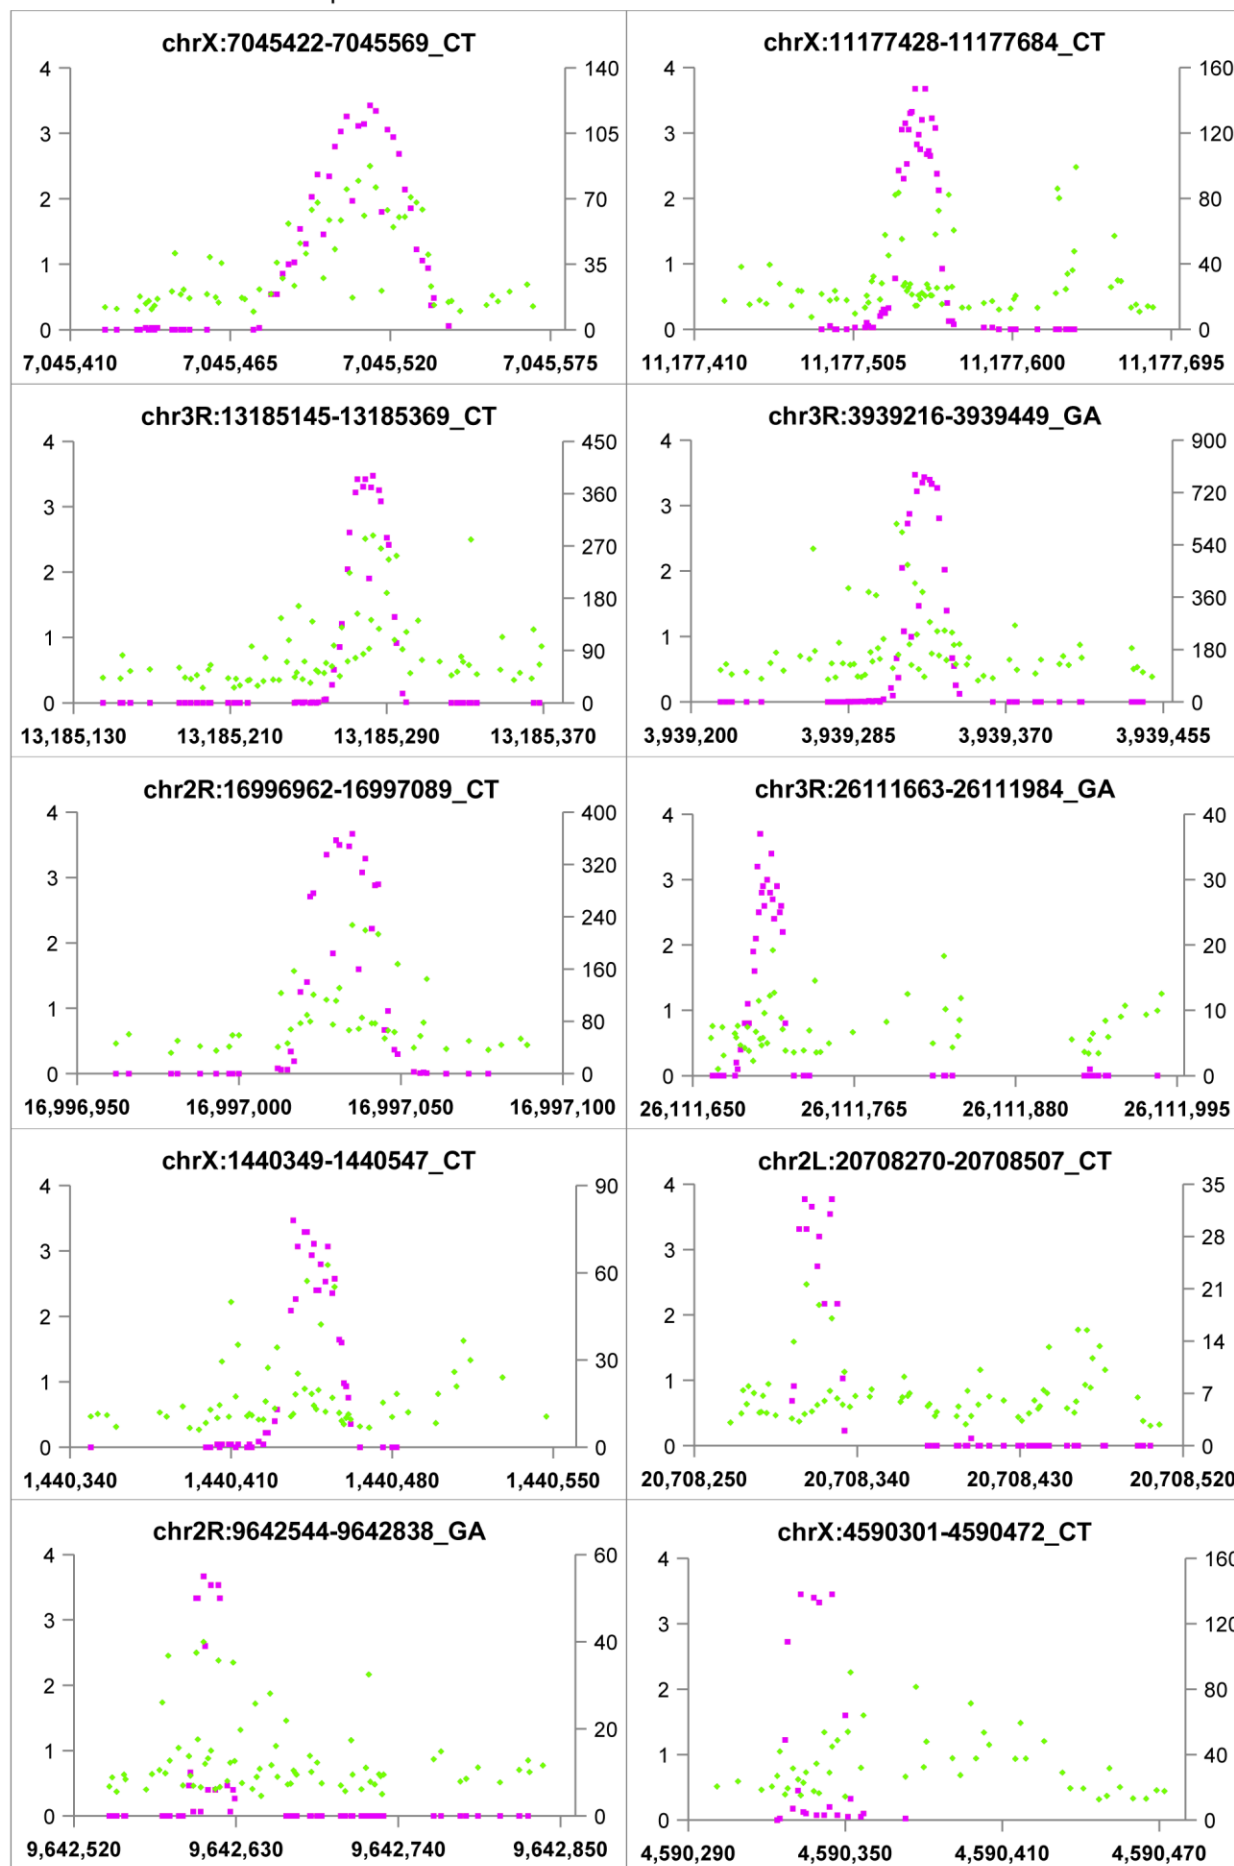 chrX:7045422-7045569_CT
4 3 2 1 0
140 105 70 35 0
7,045,410 7,045,465 7,045,520 7,045,575
chrX:11177428-11177684_CT
4 3 2 1 0
160 120 80 40 0
11,177,410 11,177,505 11,177,600 11,177,695
chr3R:13185145-13185369_CT
4 3 2 1 0
450 360 270 180 90 0
13,185,130 13,185,210 13,185,290 13,185,370
chr3R:3939216-3939449_GA
4 3 2 1 0
900 720 540 360 180 0
3,939,200 3,939,285 3,939,370 3,939,455
chr2R:16996962-16997089_CT
4 3 2 1 0
400 320 240 160 80 0
16,996,950 16,997,000 16,997,050 16,997,100
chr3R:26111663-26111984_GA
4 3 2 1 0
40 30 20 10 0
26,111,650 26,111,765 26,111,880 26,111,995
chrX:1440349-1440547_CT
4 3 2 1 0
90 60 30 0
1,440,340 1,440,410 1,440,480 1,440,550
chr2L:20708270-20708507_CT
4 3 2 1 0
35 28 21 14 7 0
20,708,250 20,708,340 20,708,430 20,708,520
chr2R:9642544-9642838_GA
4 3 2 1 0
60 40 20 0
9,642,520 9,642,630 9,642,740 9,642,850
chrX:4590301-4590472_CT
4 3 2 1 0
160 120 80 40 0
4,590,290 4,590,350 4,590,410 4,590,470